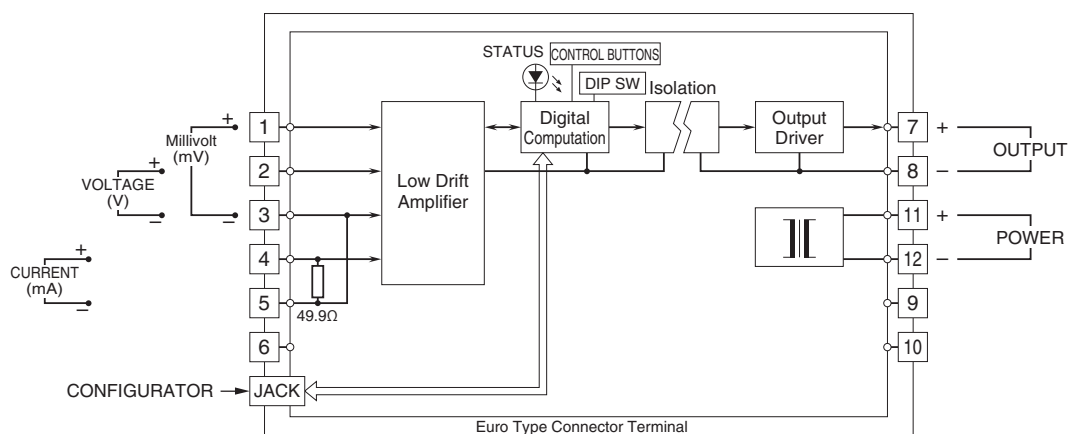 STATUS
CONTROL BUTTONS
DIP SW
Isolation
Digital
Computation
Output
Driver
Low Drift
Amplifier
+
Millivolt
(mV)
−
+
VOLTAGE
(V)
−
+
CURRENT
(mA)
−
1
2
3
4
5
6
49.9Ω
CONFIGURATOR
JACK
7
+
OUTPUT
8
−
11
+
POWER
12
−
9
10
Euro Type Connector Terminal